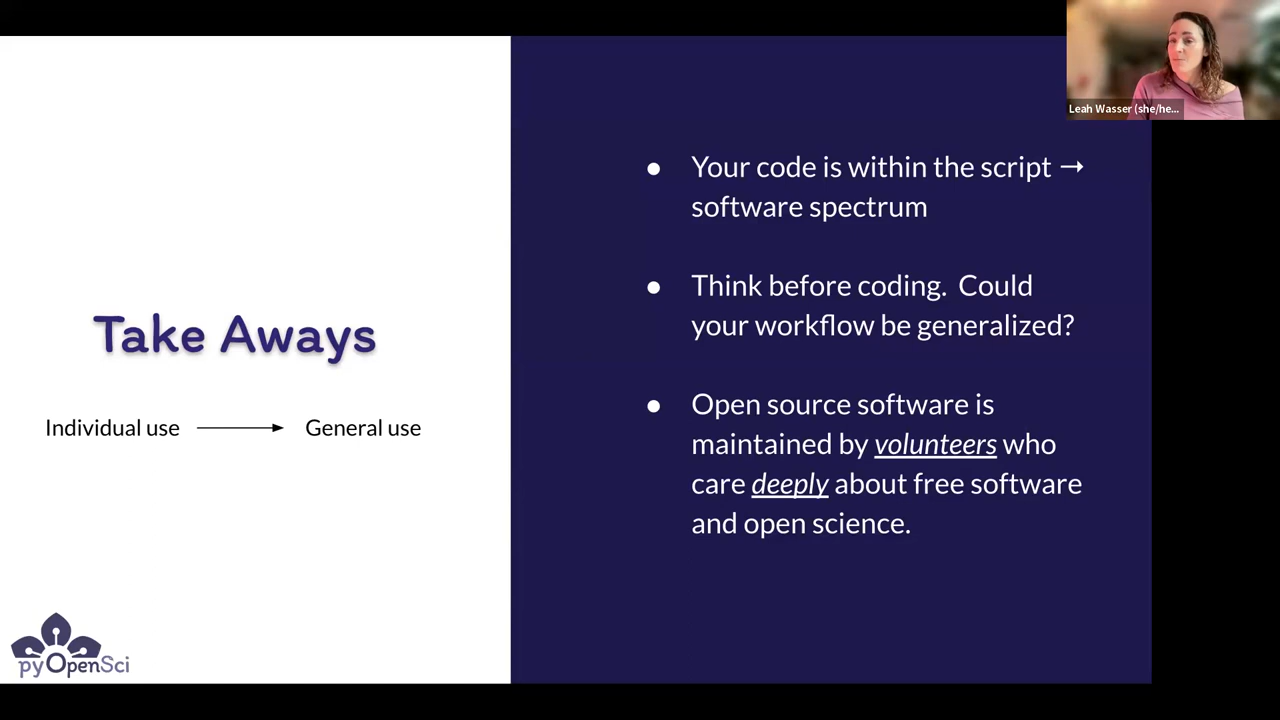 Leah Wasser (she/he...
● Your code is within the script →
software spectrum
● Think before coding.  Could
your workflow be generalized?
● Open source software is
maintained by volunteers who
care deeply about free software
and open science.
Take Aways
Individual use → General use
pyOpenSci